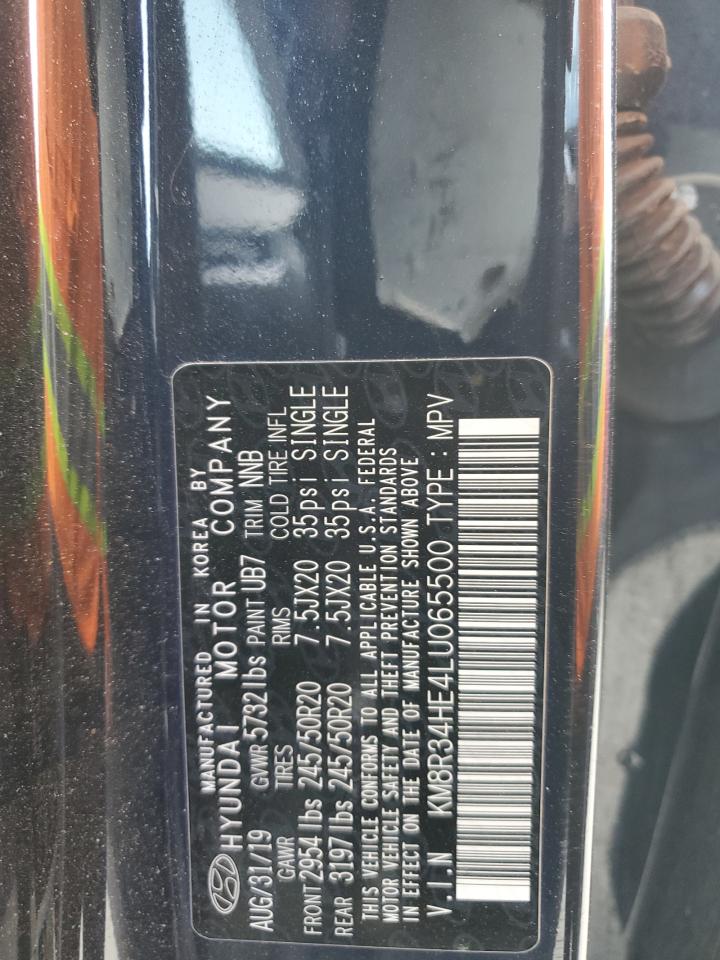 MANUFACTURED IN KOREA BY
HYUNDAI MOTOR COMPANY
AUG/31/19 GVWR 5732 lbs PAINT UB7 TRIM NNB
GAWR TIRES RIMS COLD TIRE INFL
FRONT 2954 lbs 245/50R20 7.5JX20 35psi SINGLE
REAR 3197 lbs 245/50R20 7.5JX20 35psi SINGLE
THIS VEHICLE CONFORMS TO ALL APPLICABLE U.S.A. FEDERAL
MOTOR VEHICLE SAFETY AND THEFT PREVENTION STANDARDS
IN EFFECT ON THE DATE OF MANUFACTURE SHOWN ABOVE
V.I.N KM8R34HE4LU065500 TYPE : MPV